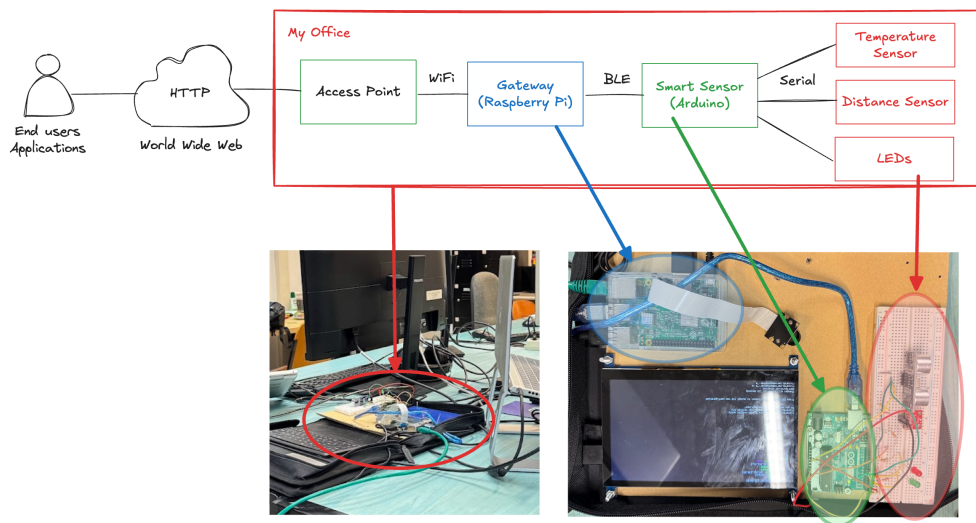 My Office
Temperature
Sensor
WiFi
BLE
Serial
HTTP
Access Point
Gateway
(Raspberry Pi)
Smart Sensor
(Arduino)
Distance Sensor
End users
Applications
World Wide Web
LEDs